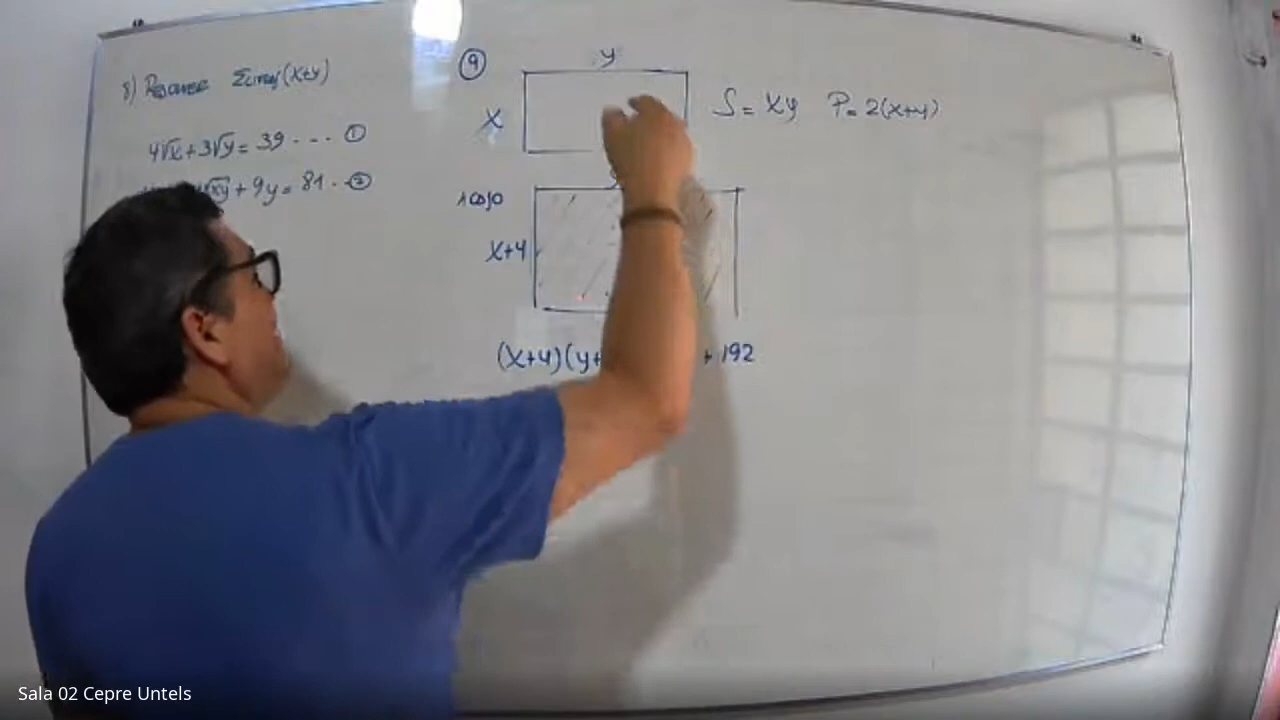 8) Resolver
(x+y)
4√x+3√y = 39 --- ①
√xy + 9y = 81 - ②
⑨
y
x
S = xy P = 2(x+y)
x+4
(x+4)(y+
+ 192
Sala 02 Cepre Untels